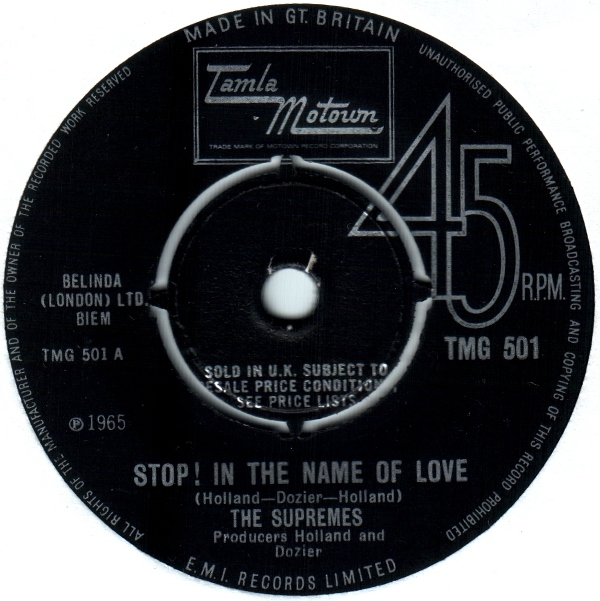 MADE IN GT. BRITAIN
UNAUTHORISED PUBLIC PERFORMANCE BROADCASTING AND COPYING OF THIS RECORD PROHIBITED
ALL RIGHTS OF THE MANUFACTURER AND OF THE OWNER OF THE RECORDED WORK RESERVED
Tamla
Motown
TRADE MARK OF MOTOWN RECORD CORPORATION
45
R.P.M.
BELINDA
(LONDON) LTD.
BIEM
TMG 501 A
TMG 501
℗ 1965
SOLD IN U.K. SUBJECT TO
ESALE PRICE CONDITION,
SEE PRICE LISTS
STOP! IN THE NAME OF LOVE
(Holland—Dozier—Holland)
THE SUPREMES
Producers Holland and
Dozier
E.M.I. RECORDS LIMITED